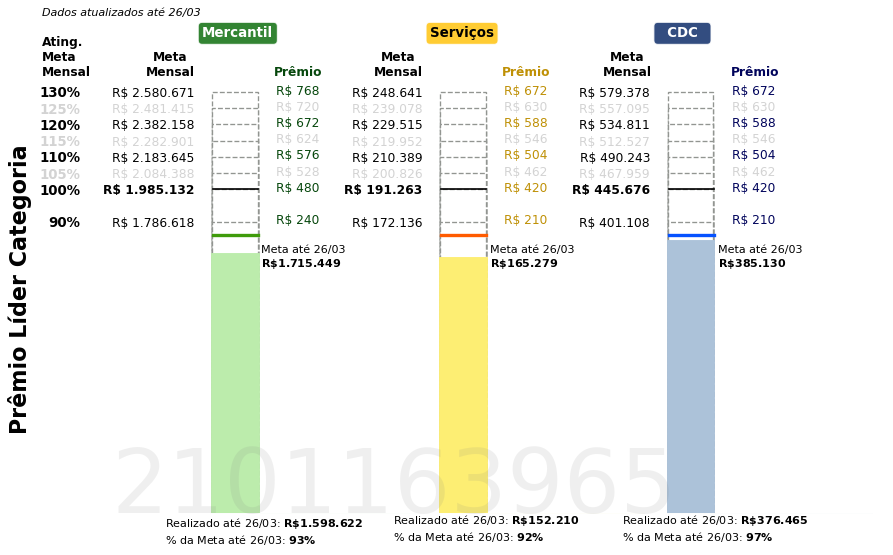 Dados atualizados até 26/03
Mercantil Serviços CDC
Ating.
Meta Meta Meta Meta
Mensal Mensal Prêmio Mensal Prêmio Mensal Prêmio
130% R$ 2.580.671 R$ 768 R$ 248.641 R$ 672 R$ 579.378 R$ 672
125% R$ 2.481.415 R$ 720 R$ 239.078 R$ 630 R$ 557.095 R$ 630
120% R$ 2.382.158 R$ 672 R$ 229.515 R$ 588 R$ 534.811 R$ 588
115% R$ 2.282.901 R$ 624 R$ 219.952 R$ 546 R$ 512.527 R$ 546
110% R$ 2.183.645 R$ 576 R$ 210.389 R$ 504 R$ 490.243 R$ 504
105% R$ 2.084.388 R$ 528 R$ 200.826 R$ 462 R$ 467.959 R$ 462
100% R$ 1.985.132 R$ 480 R$ 191.263 R$ 420 R$ 445.676 R$ 420
90% R$ 1.786.618 R$ 240 R$ 172.136 R$ 210 R$ 401.108 R$ 210
Meta até 26/03 Meta até 26/03 Meta até 26/03
R$1.715.449 R$165.279 R$385.130
Prêmio Líder Categoria
2101163965
Realizado até 26/03: R$1.598.622 Realizado até 26/03: R$152.210 Realizado até 26/03: R$376.465
% da Meta até 26/03: 93% % da Meta até 26/03: 92% % da Meta até 26/03: 97%